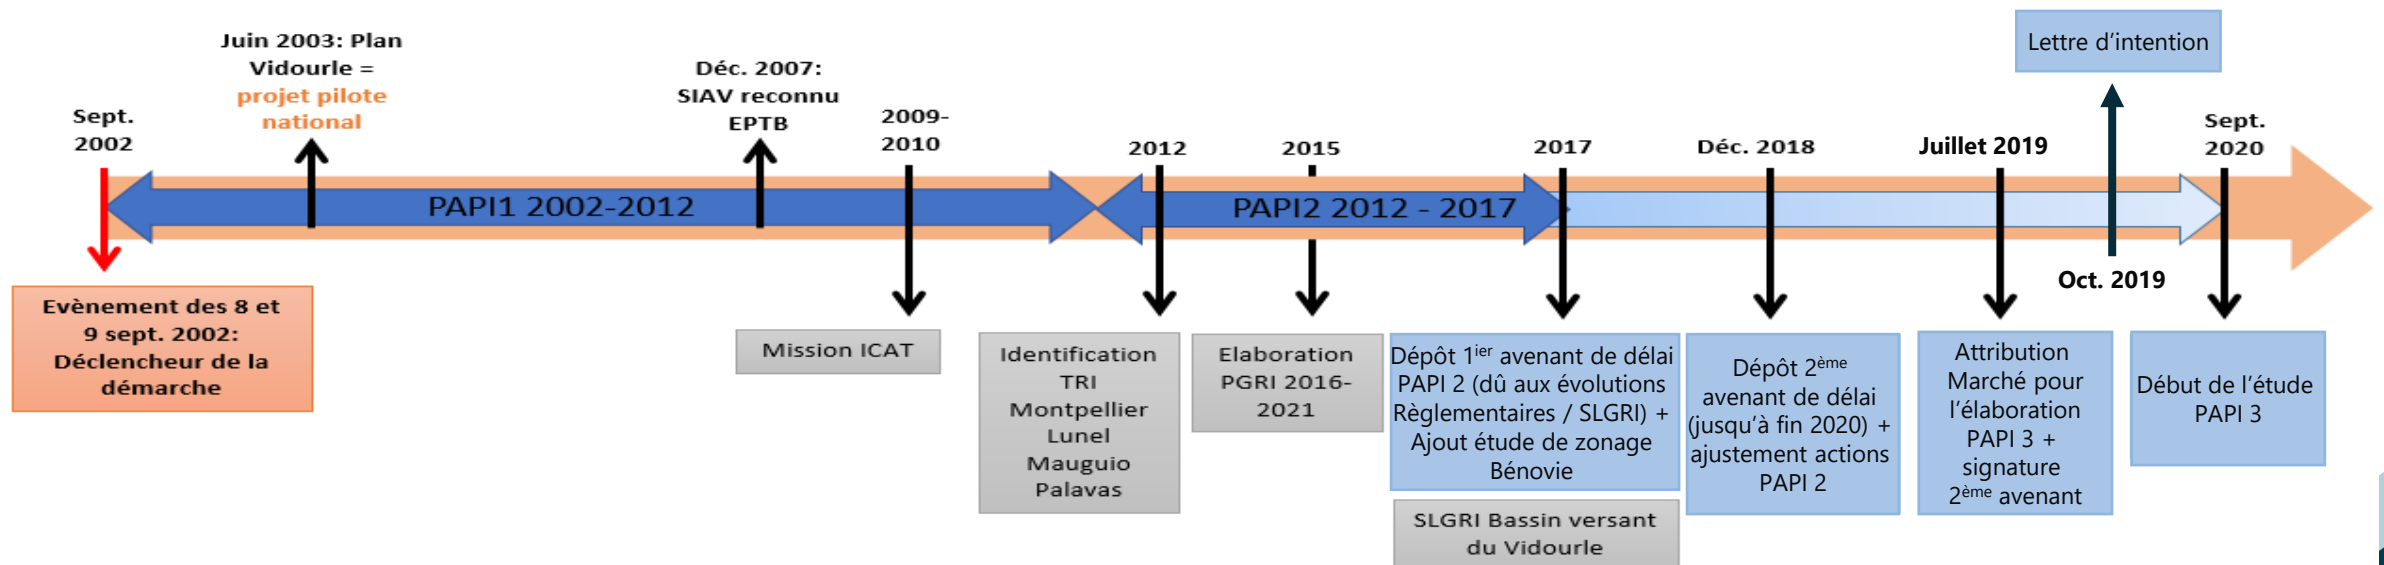 Lettre d'intention
Juin 2003: Plan
Vidourle =
projet pilote
national
Déc. 2007:
SIAV reconnu
EPTB
Sept.
2002
2009-
2010
2012
2015
2017
Déc. 2018
Juillet 2019
Sept.
2020
PAPI1 2002-2012
PAPI2 2012 - 2017
Oct. 2019
Evènement des 8 et
9 sept. 2002:
Déclencheur de la
démarche
Mission ICAT
Identification
TRI
Montpellier
Lunel
Mauguio
Palavas
Elaboration
PGRI 2016-
2021
Dépôt 1ier avenant de délai
PAPI 2 (dû aux évolutions
Règlementaires / SLGRI) +
Ajout étude de zonage
Bénovie
SLGRI Bassin versant
du Vidourle
Dépôt 2ème
avenant de délai
(jusqu'à fin 2020) +
ajustement actions
PAPI 2
Attribution
Marché pour
l'élaboration
PAPI 3 +
signature
2ème avenant
Début de l'étude
PAPI 3